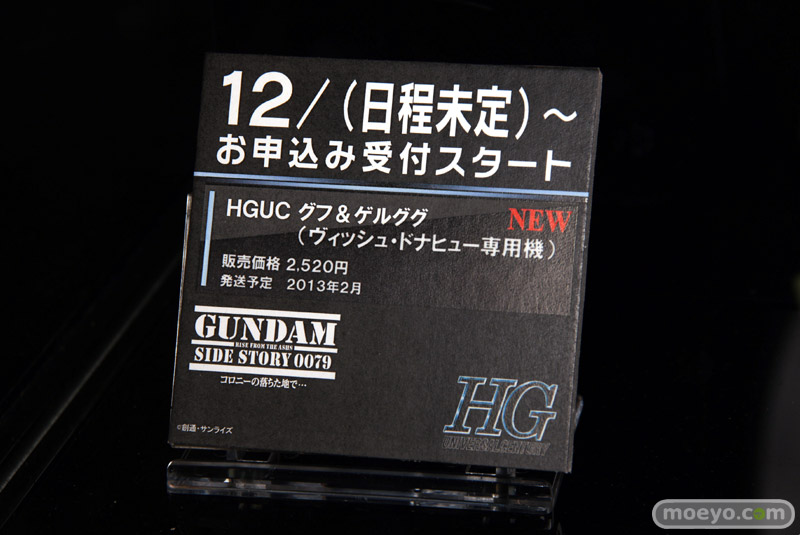 12/(日程未定)~
お申込み受付スタート
HGUC グフ&ゲルググ NEW
(ヴィッシュ・ドナヒュー専用機)
販売価格 2,520円
発送予定 2013年2月
GUNDAM
RISE FROM THE ASHES
SIDE STORY 0079
コロニーの落ちた地で…
HG
UNIVERSAL CENTURY
©創通・サンライズ
moeyo.com